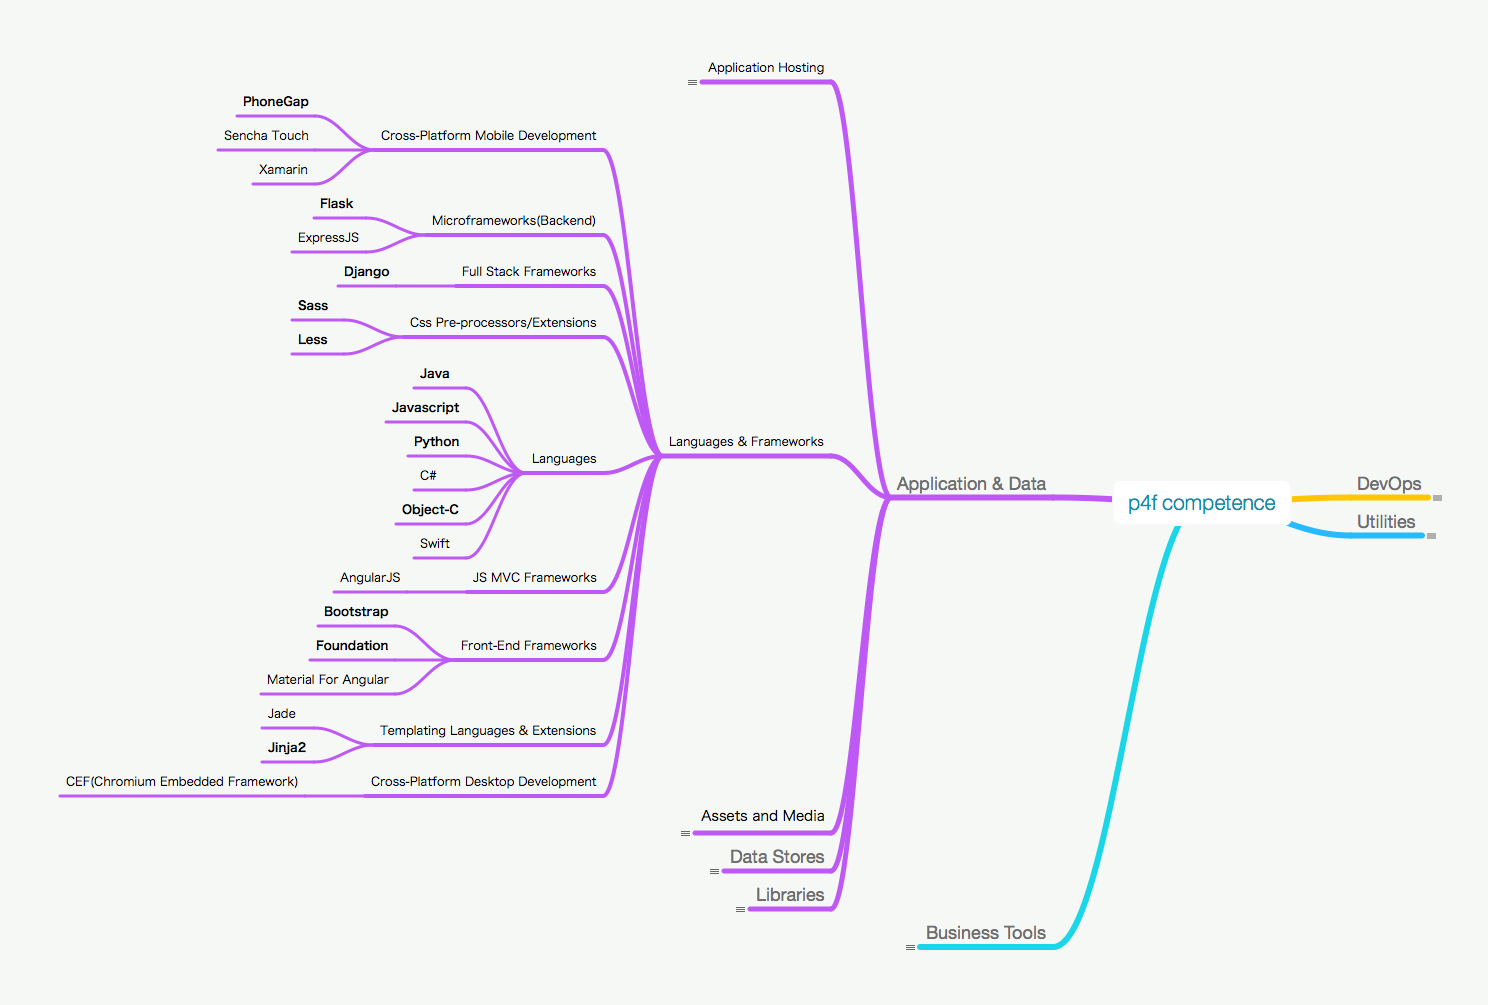 Application Hosting
PhoneGap
Sencha Touch
Xamarin
Cross-Platform Mobile Development
Flask
ExpressJS
Microframeworks(Backend)
Django
Full Stack Frameworks
Sass
Less
Css Pre-processors/Extensions
Java
Javascript
Python
C#
Object-C
Swift
Languages
Languages & Frameworks
AngularJS
JS MVC Frameworks
Bootstrap
Foundation
Material For Angular
Front-End Frameworks
Jade
Jinja2
Templating Languages & Extensions
CEF(Chromium Embedded Framework)
Cross-Platform Desktop Development
Assets and Media
Data Stores
Libraries
Application & Data
p4f competence
DevOps
Utilities
Business Tools